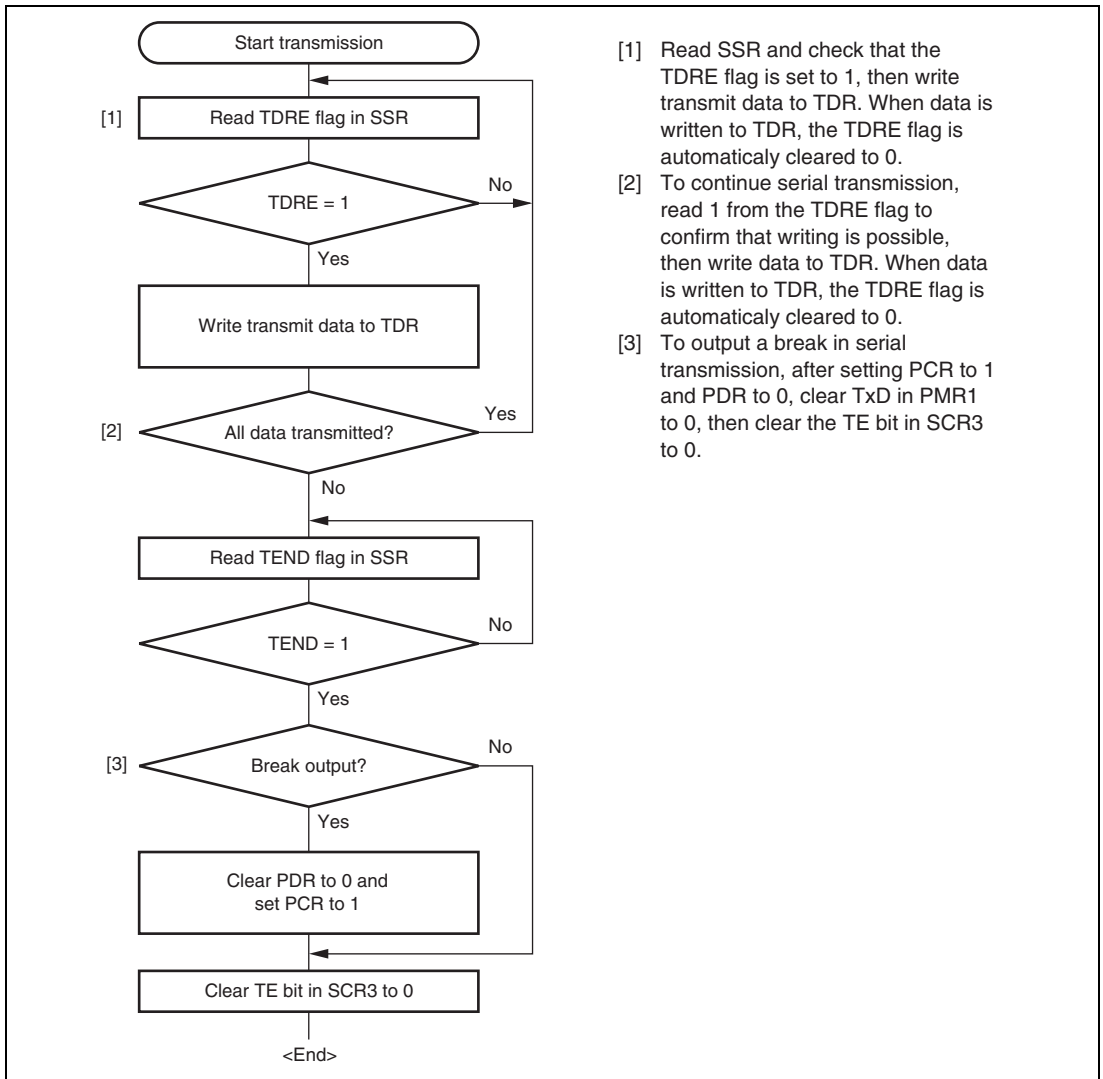 Start transmission
[1]
Read TDRE flag in SSR
TDRE = 1
No
Yes
Write transmit data to TDR
[2]
All data transmitted?
Yes
No
Read TEND flag in SSR
TEND = 1
No
Yes
[3]
Break output?
No
Yes
Clear PDR to 0 and
set PCR to 1
Clear TE bit in SCR3 to 0
<End>
[1] Read SSR and check that the
TDRE flag is set to 1, then write
transmit data to TDR. When data is
written to TDR, the TDRE flag is
automaticaly cleared to 0.
[2] To continue serial transmission,
read 1 from the TDRE flag to
confirm that writing is possible,
then write data to TDR. When data
is written to TDR, the TDRE flag is
automaticaly cleared to 0.
[3] To output a break in serial
transmission, after setting PCR to 1
and PDR to 0, clear TxD in PMR1
to 0, then clear the TE bit in SCR3
to 0.